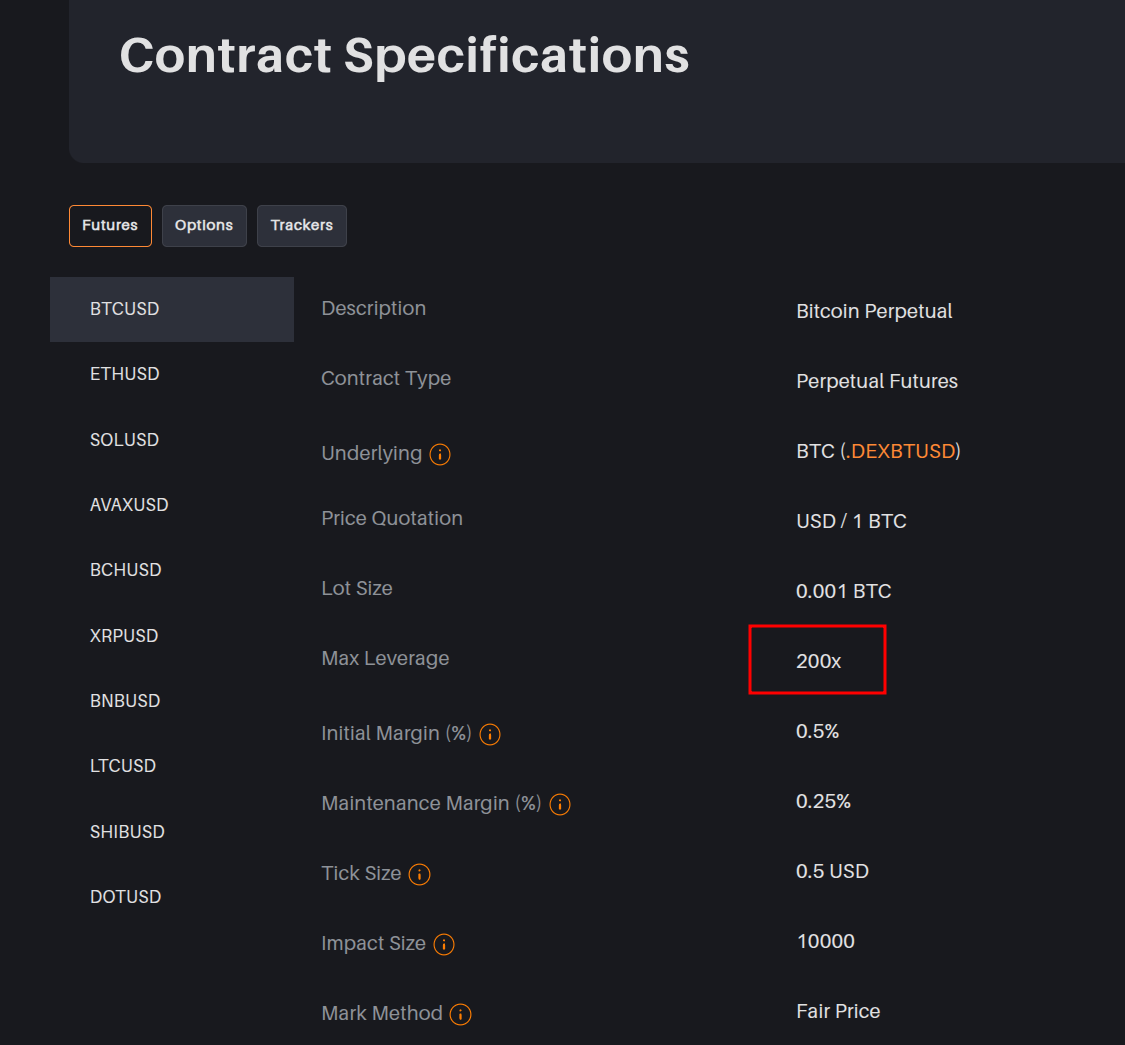 Contract Specifications
Futures
Options
Trackers
BTCUSD
ETHUSD
SOLUSD
AVAXUSD
BCHUSD
XRPUSD
BNBUSD
LTCUSD
SHIBUSD
DOTUSD
Description Bitcoin Perpetual
Contract Type Perpetual Futures
Underlying BTC (.DEXBTUSD)
Price Quotation USD / 1 BTC
Lot Size 0.001 BTC
Max Leverage 200x
Initial Margin (%) 0.5%
Maintenance Margin (%) 0.25%
Tick Size 0.5 USD
Impact Size 10000
Mark Method Fair Price